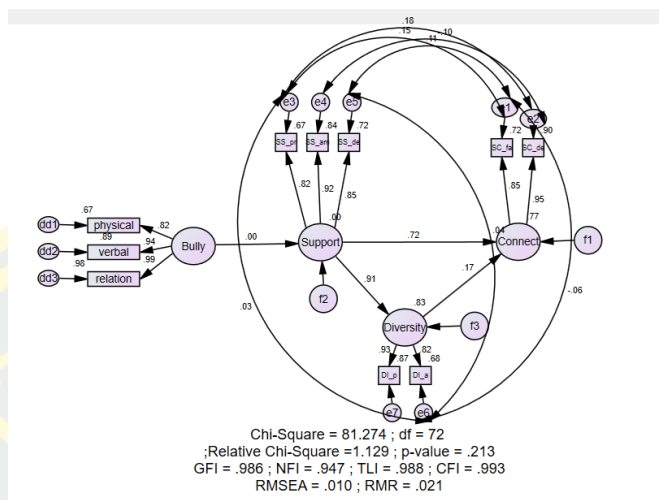 .18
.15
-.10
.11
e3
e4
e5
e1
e2
.67
.84
.72
.72
.90
SS_pr
SS_am
SS_de
SC_fa
SC_de
.82
.92
.85
.85
.95
.67
dd1
physical
.82
.89
dd2
verbal
.94
.98
dd3
relation
.99
Bully
.00
.00
Support
.72
.04
.77
Connect
f1
f2
.91
.17
.83
Diversity
f3
.03
-.06
.93
.87
.82
.68
DI_p
DI_a
e7
e6
Chi-Square = 81.274 ; df = 72
;Relative Chi-Square =1.129 ; p-value = .213
GFI = .986 ; NFI = .947 ; TLI = .988 ; CFI = .993
RMSEA = .010 ; RMR = .021